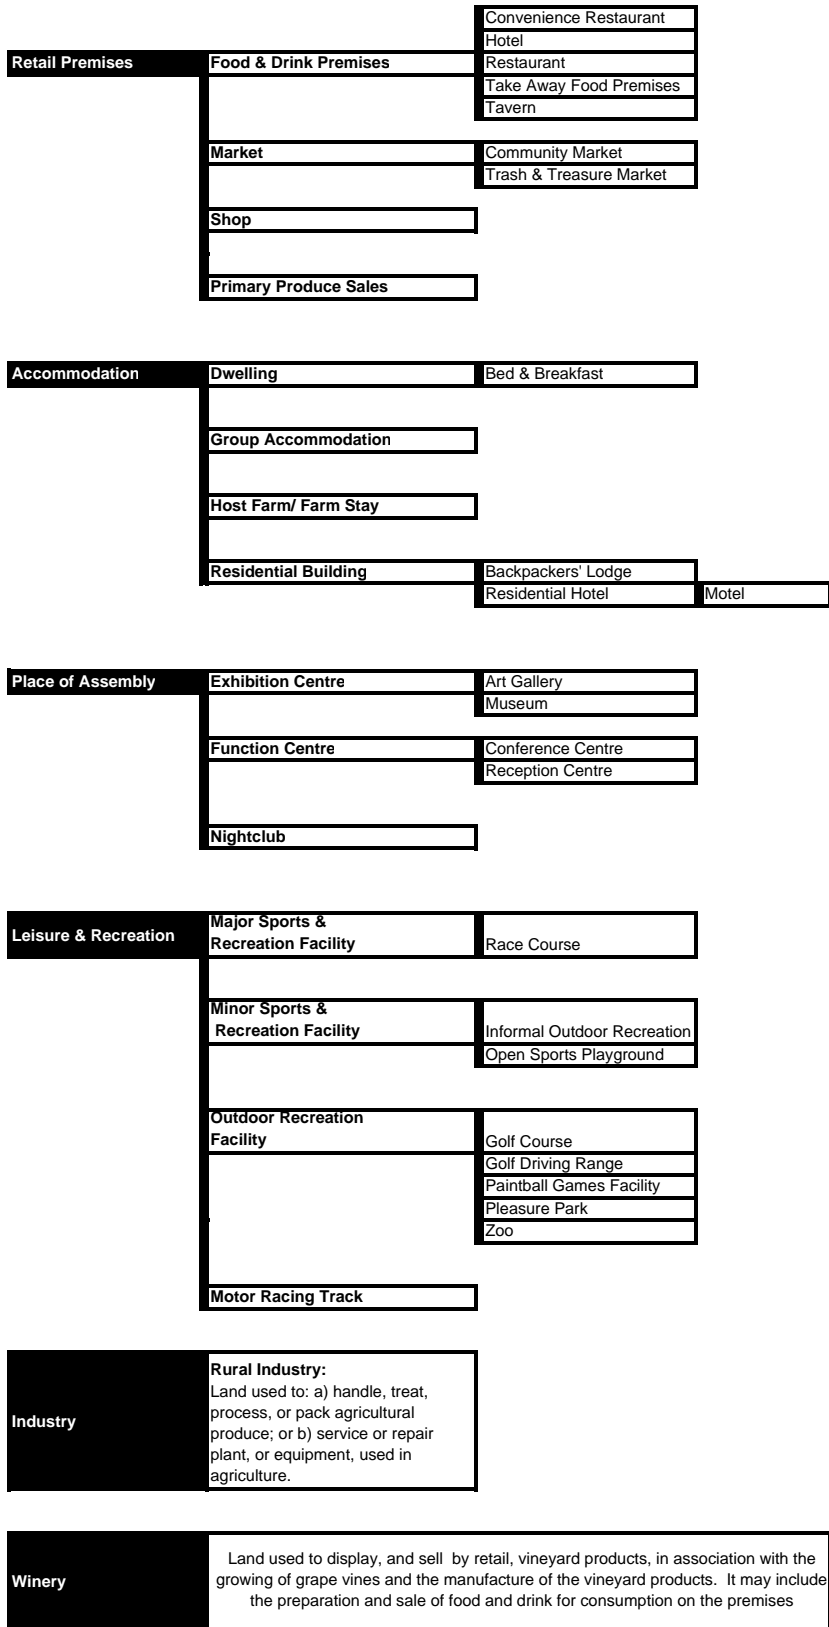 Convenience Restaurant
Hotel
Retail Premises Food & Drink Premises Restaurant
Take Away Food Premises
Tavern
Market Community Market
Trash & Treasure Market
Shop
Primary Produce Sales
Accommodation Dwelling Bed & Breakfast
Group Accommodation
Host Farm/ Farm Stay
Residential Building Backpackers' Lodge
Residential Hotel Motel
Place of Assembly Exhibition Centre Art Gallery
Museum
Function Centre Conference Centre
Reception Centre
Nightclub
Leisure & Recreation
Major Sports &
Recreation Facility Race Course
Minor Sports &
Recreation Facility Informal Outdoor Recreation
Open Sports Playground
Outdoor Recreation
Facility Golf Course
Golf Driving Range
Paintball Games Facility
Pleasure Park
Zoo
Motor Racing Track
Industry
Rural Industry:
Land used to: a) handle, treat,
process, or pack agricultural
produce; or b) service or repair
plant, or equipment, used in
agriculture.
Winery
Land used to display, and sell by retail, vineyard products, in association with the
growing of grape vines and the manufacture of the vineyard products. It may include
the preparation and sale of food and drink for consumption on the premises